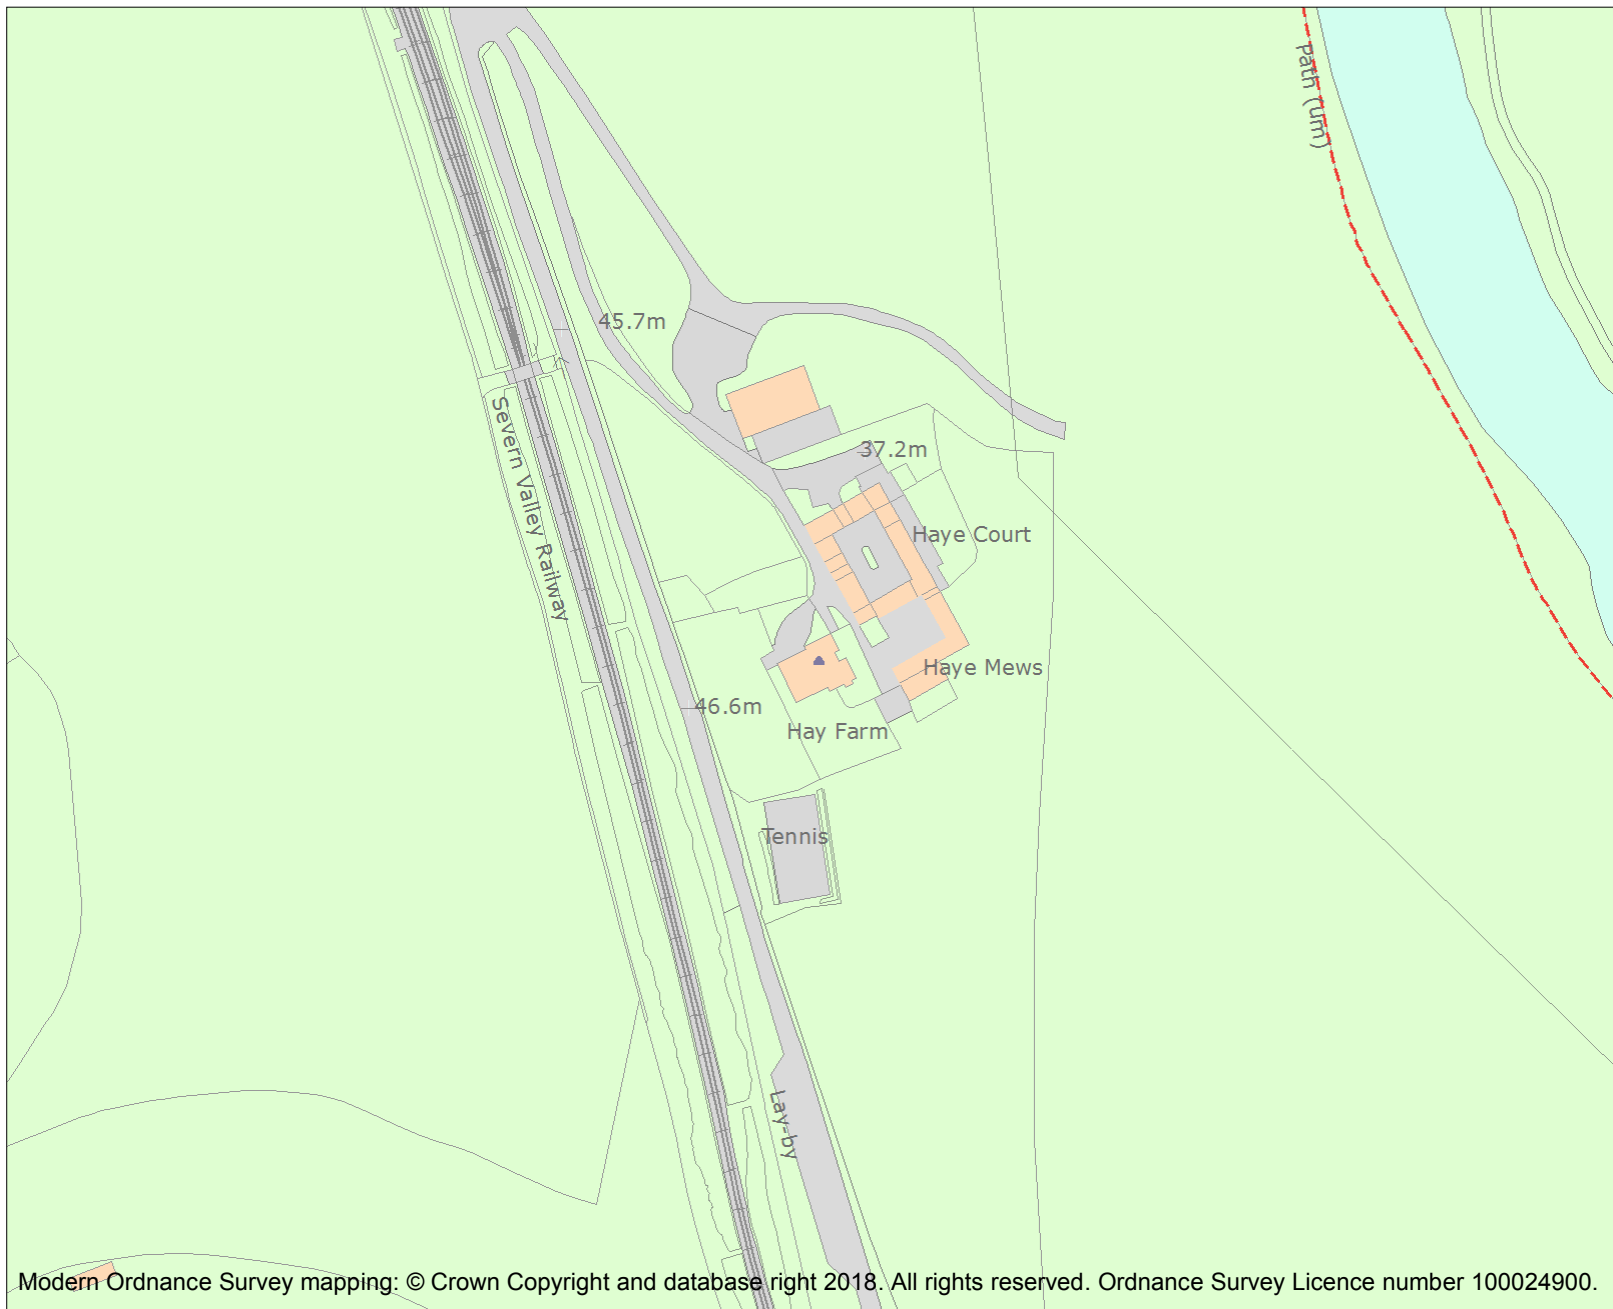 Path (um)
45.7m
Severn Valley Railway
37.2m
Haye Court
Haye Mews
46.6m
Hay Farm
Tennis
Lay-by
Modern Ordnance Survey mapping: © Crown Copyright and database right 2018. All rights reserved. Ordnance Survey Licence number 100024900.